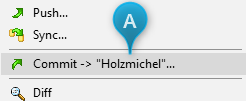 Push...
A
Sync...
Commit -> "Holzmichel"...
Diff